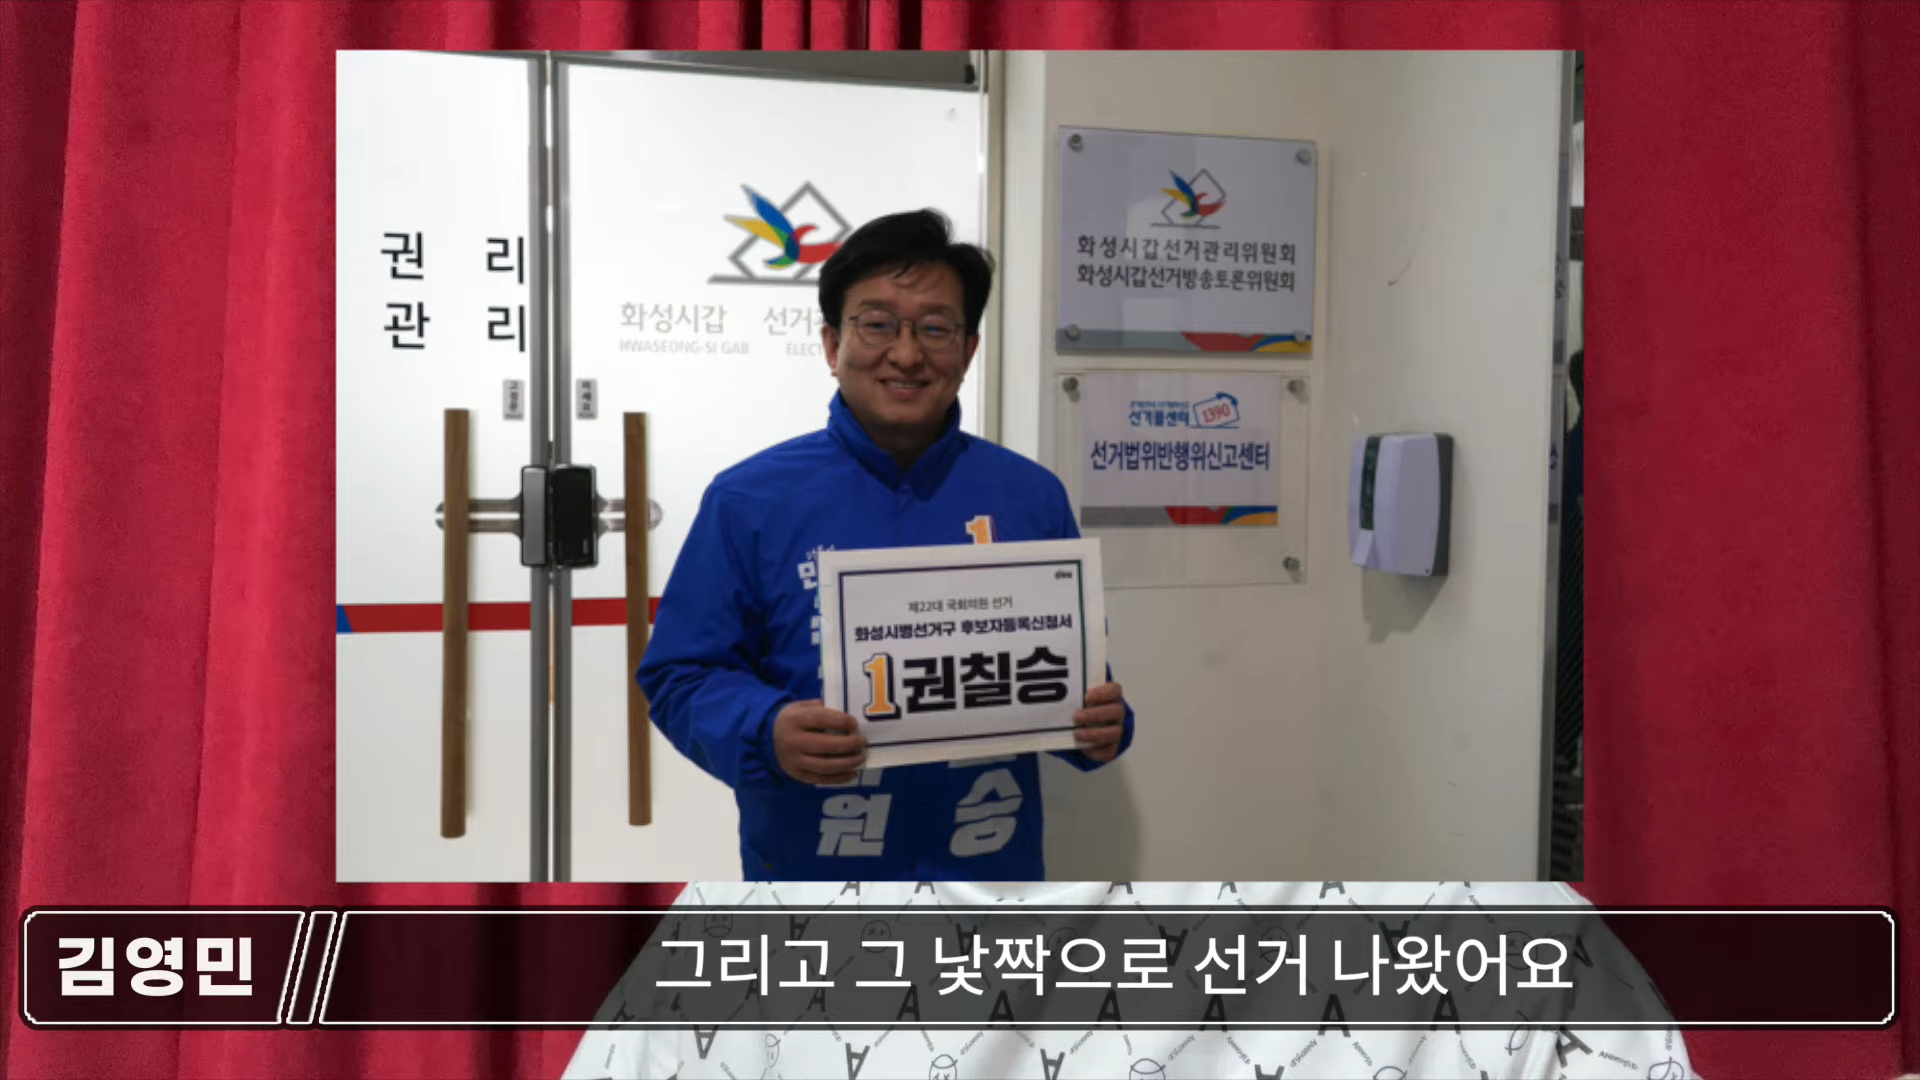 권 리
관 리
화성시갑 선거
HWASEONG-SI GAB ELECT
화성시갑선거관리위원회
화성시갑선거방송토론위원회
선거콜센터 1390
선거법위반행위신고센터
1
민
제22대 국회의원 선거
화성시병선거구 후보자등록신청서
1권칠승
원 승
김영민
그리고 그 낯짝으로 선거 나왔어요